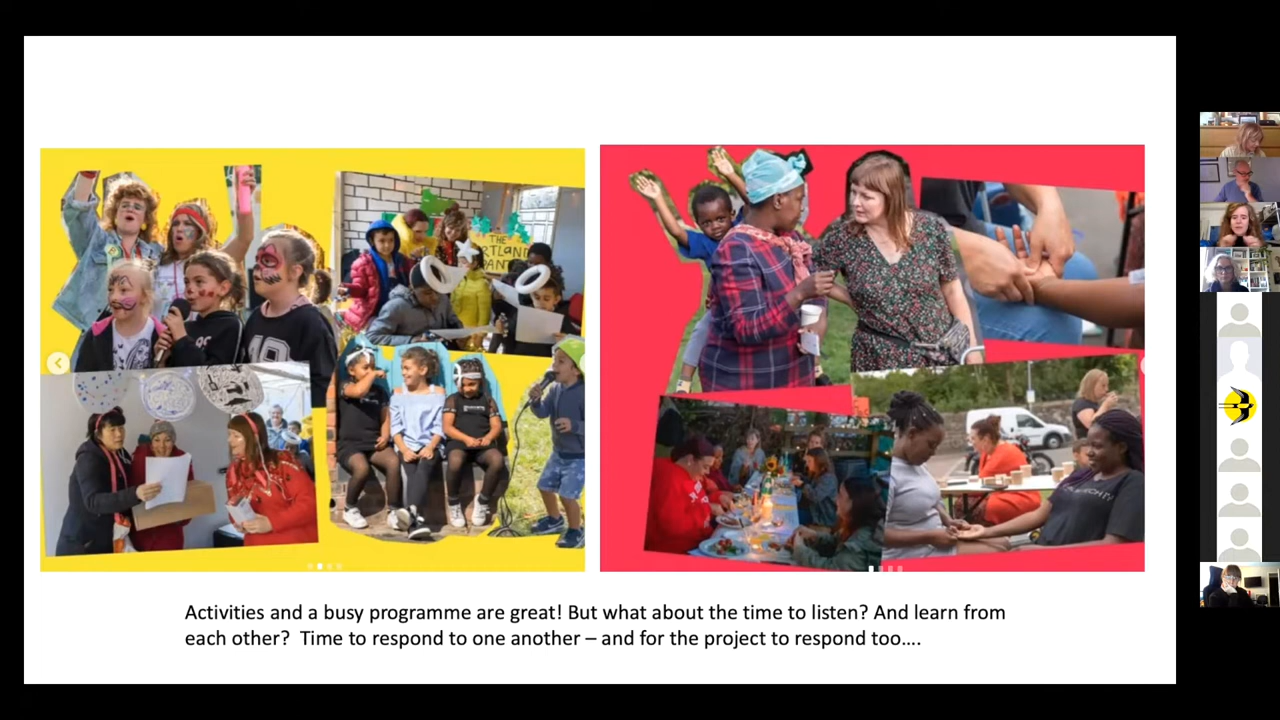 THE
Activities and a busy programme are great! But what about the time to listen? And learn from
each other?  Time to respond to one another – and for the project to respond too….